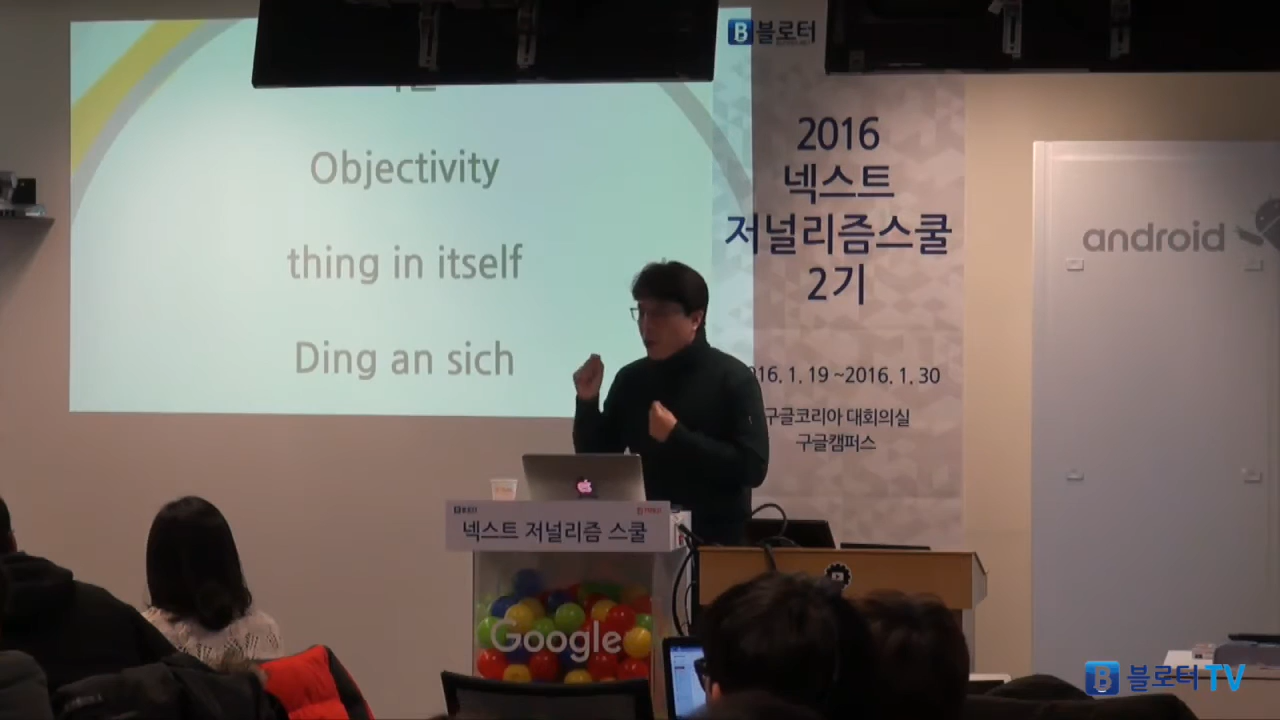 Objectivity
thing in itself
Ding an sich
B 블로터
2016
넥스트
저널리즘스쿨
2기
16. 1. 19 ~2016. 1. 30
구글코리아 대회의실
구글캠퍼스
android
넥스트 저널리즘 스쿨
Google
B 블로터TV